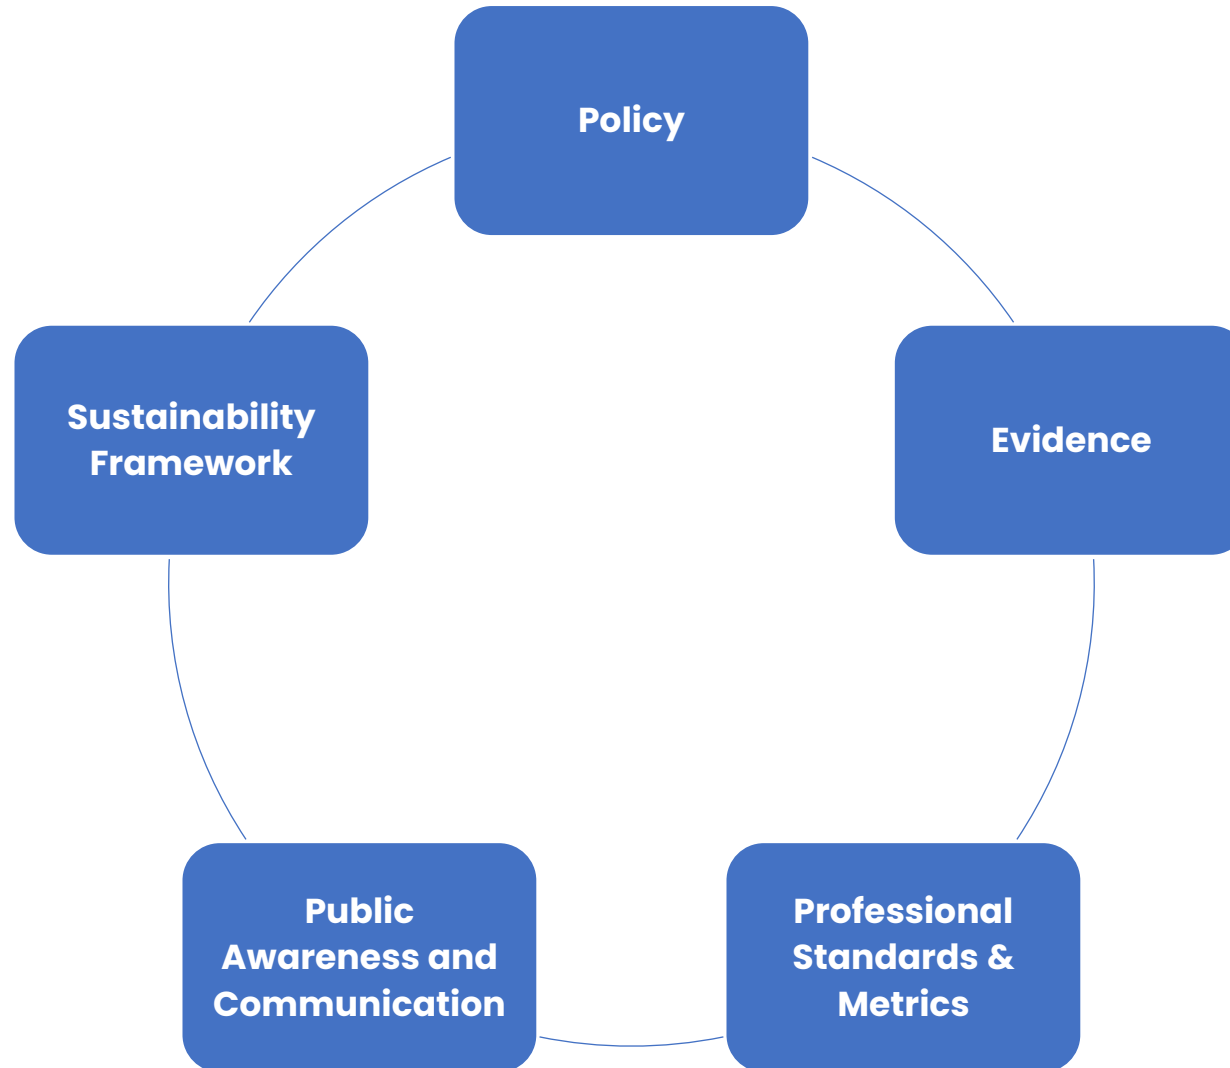 Policy
Evidence
Professional
Standards &
Metrics
Public
Awareness and
Communication
Sustainability
Framework